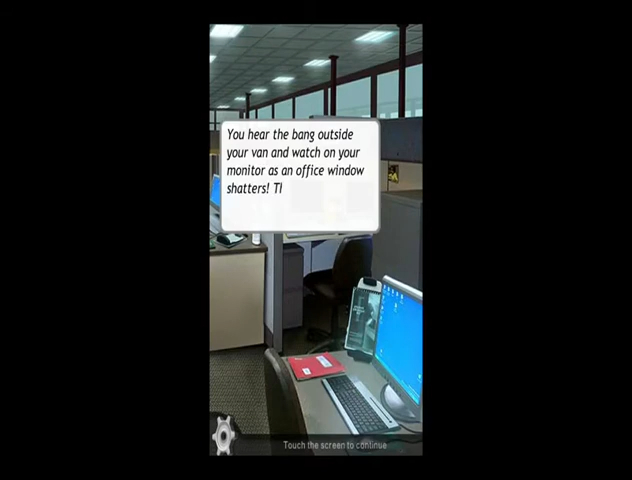 You hear the bang outside
your van and watch on your
monitor as an office window
shatters! Tl
Touch the screen to continue